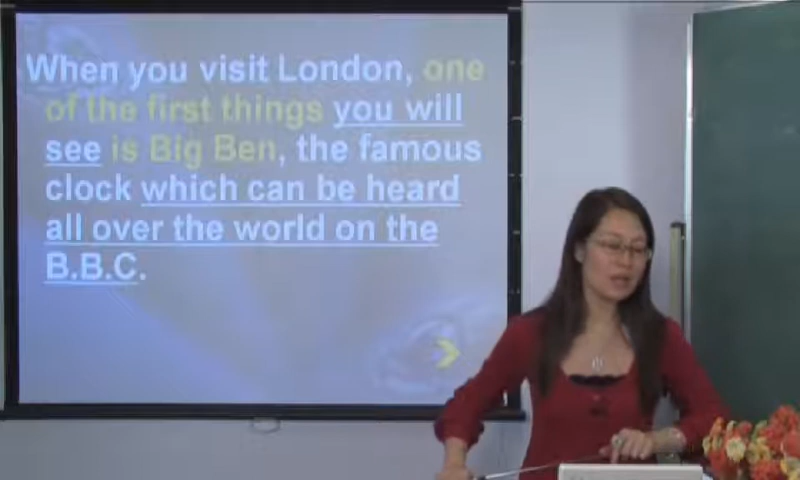 When you visit London, one
of the first things you will
see is Big Ben, the famous
clock which can be heard
all over the world on the
B.B.C.